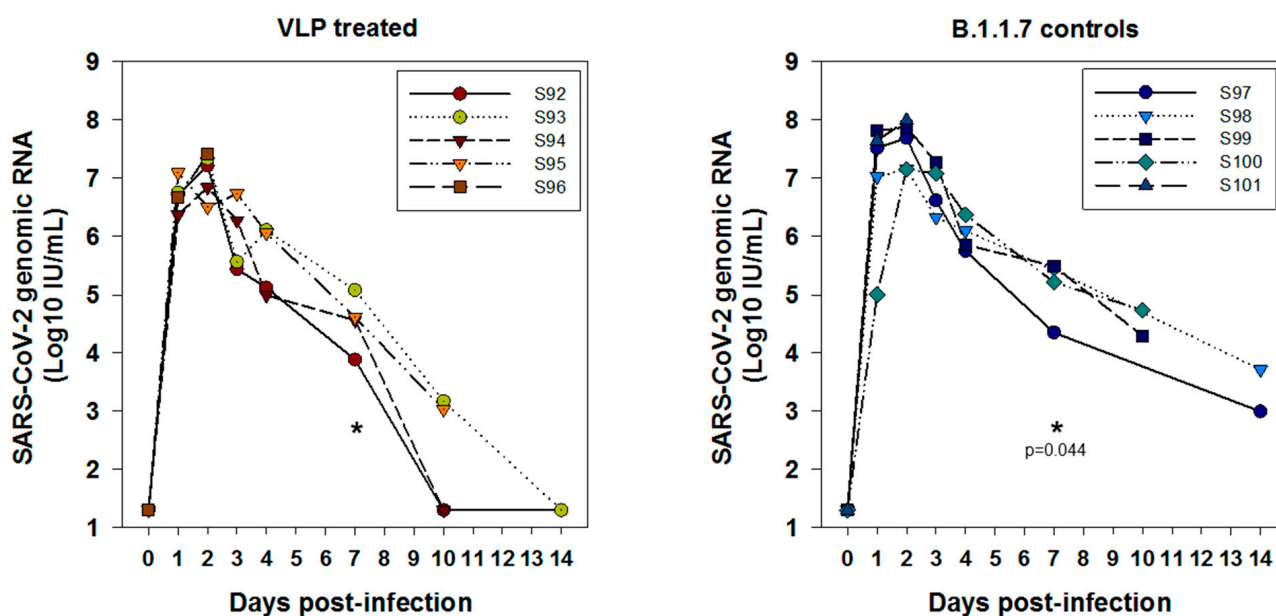 VLP treated
SARS-CoV-2 genomic RNA
(Log10 IU/mL)
9
8
7
6
5
4
3
2
1
S92
S93
S94
S95
S96
*
0 1 2 3 4 5 6 7 8 9 10 11 12 13 14
Days post-infection
B.1.1.7 controls
SARS-CoV-2 genomic RNA
(Log10 IU/mL)
9
8
7
6
5
4
3
2
1
S97
S98
S99
S100
S101
*
p=0.044
0 1 2 3 4 5 6 7 8 9 10 11 12 13 14
Days post-infection